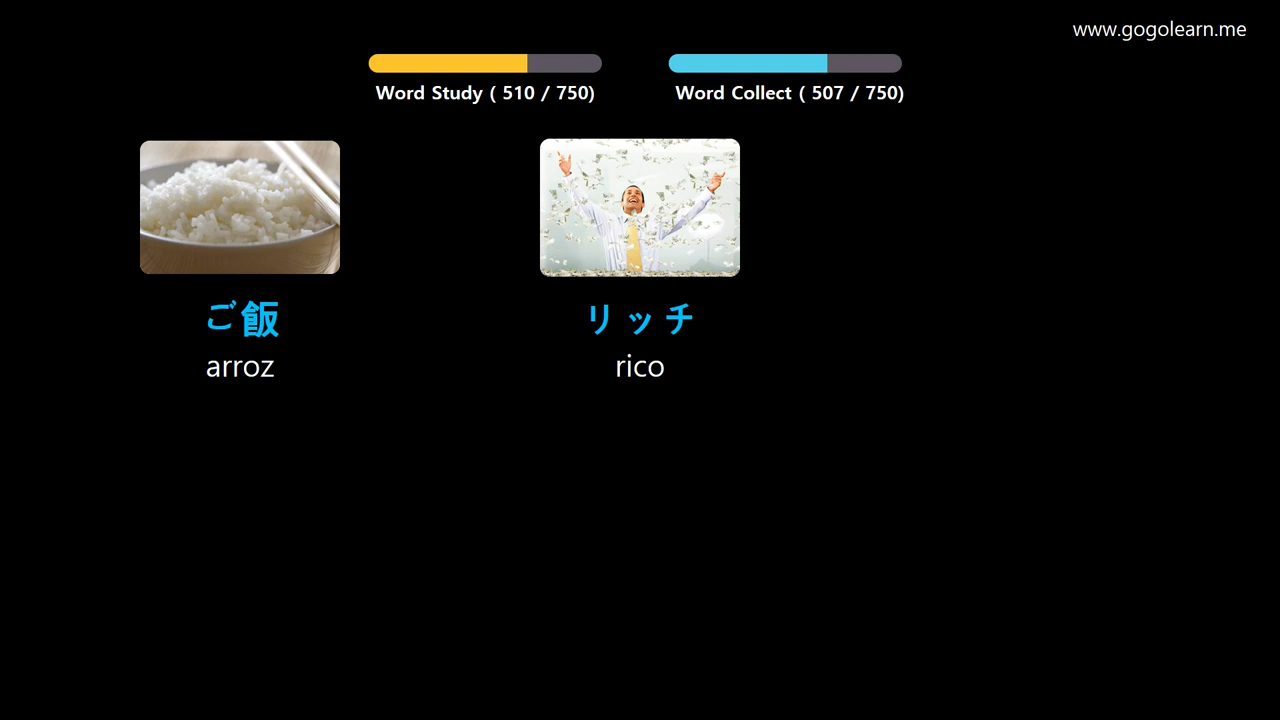 www.gogolearn.me
Word Study ( 510 / 750)
Word Collect ( 507 / 750)
ご飯
リッチ
arroz
rico